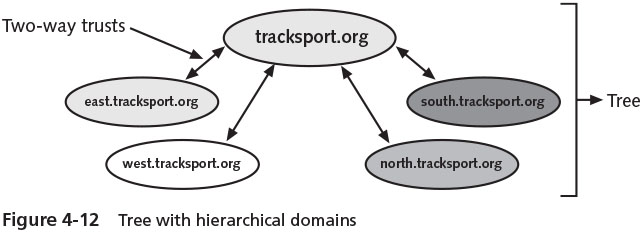 Two-way trusts
tracksport.org
east.tracksport.org
south.tracksport.org
Tree
west.tracksport.org
north.tracksport.org
Figure 4-12 Tree with hierarchical domains